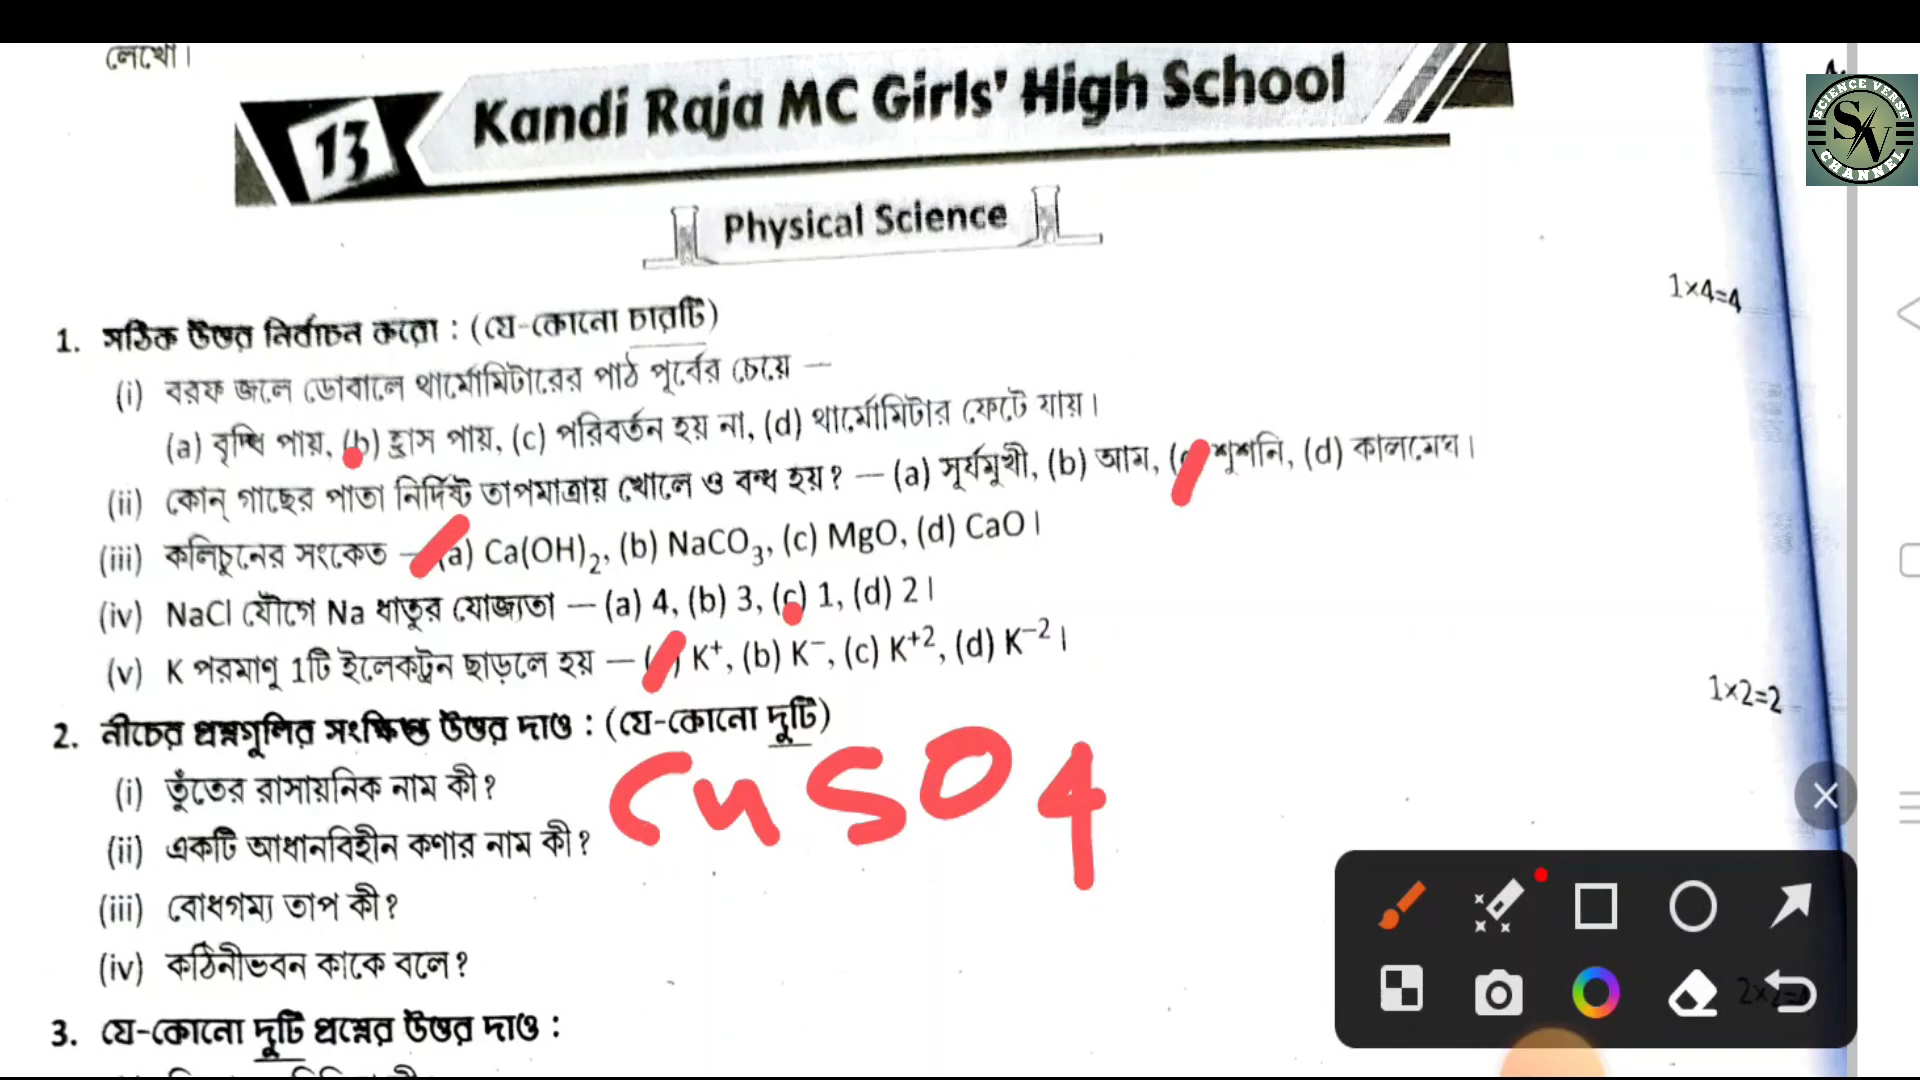 লেখো।
13 Kandi Raja MC Girls' High School
SCIENCE VERSE
SV
CHANNEL
Physical Science
1×4=4
1. সঠিক উত্তর নির্বাচন করো : (যে-কোনো চারটি)
(i) বরফ জলে ডোবালে থার্মোমিটারের পাঠ পূর্বের চেয়ে —
(a) বৃদ্ধি পায়, (b) হ্রাস পায়, (c) পরিবর্তন হয় না, (d) থার্মোমিটার ফেটে যায়।
(ii) কোন্ গাছের পাতা নির্দিষ্ট তাপমাত্রায় খোলে ও বন্ধ হয়? — (a) সূর্যমুখী, (b) আম, (c) শুশনি, (d) কালমেঘ।
(iii) কলিচুনের সংকেত — (a) Ca(OH)₂, (b) NaCO₃, (c) MgO, (d) CaO।
(iv) NaCl যৌগে Na ধাতুর যোজ্যতা — (a) 4, (b) 3, (c) 1, (d) 2।
(v) K পরমাণু 1টি ইলেকট্রন ছাড়লে হয় — ( ) K⁺, (b) K⁻, (c) K⁺², (d) K⁻²।
1×2=2
2. নীচের প্রশ্নগুলির সংক্ষিপ্ত উত্তর দাও : (যে-কোনো দুটি)
(i) তুঁতের রাসায়নিক নাম কী?
CuSO4
(ii) একটি আধানবিহীন কণার নাম কী?
(iii) বোধগম্য তাপ কী?
(iv) কঠিনীভবন কাকে বলে?
3. যে-কোনো দুটি প্রশ্নের উত্তর দাও :